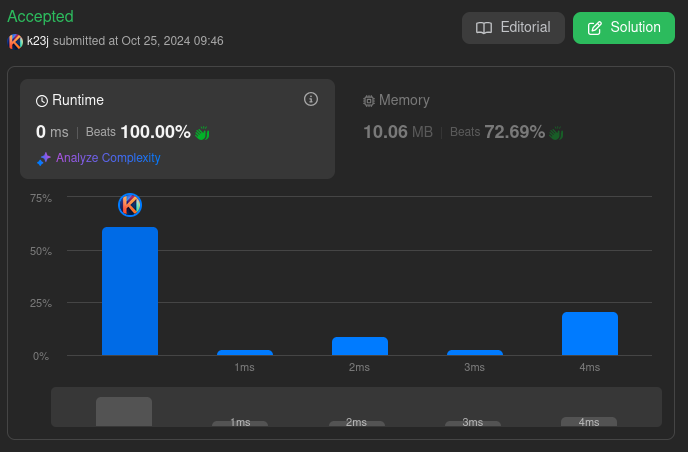 Accepted
Editorial
Solution
k23j submitted at Oct 25, 2024 09:46
Runtime
0 ms | Beats 100.00%
Analyze Complexity
Memory
10.06 MB | Beats 72.69%
75%
50%
25%
0%
1ms
2ms
3ms
4ms
1ms
2ms
3ms
4ms